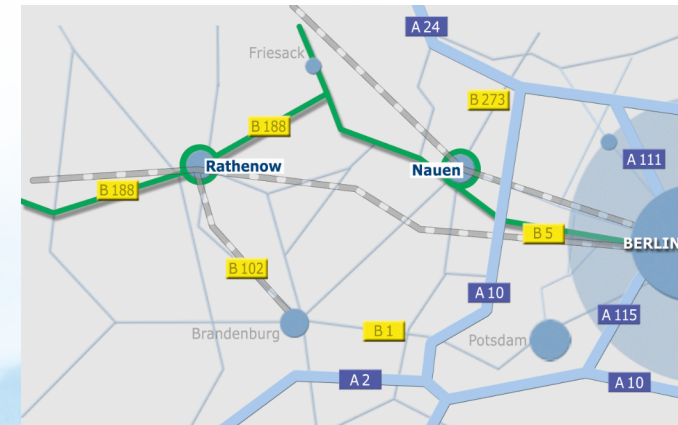 A 24
Friesack
B 273
B 188
A 111
Rathenow
Nauen
B 188
B 5
BERLIN
B 102
A 10
A 115
Brandenburg
B 1
Potsdam
A 2
A 10